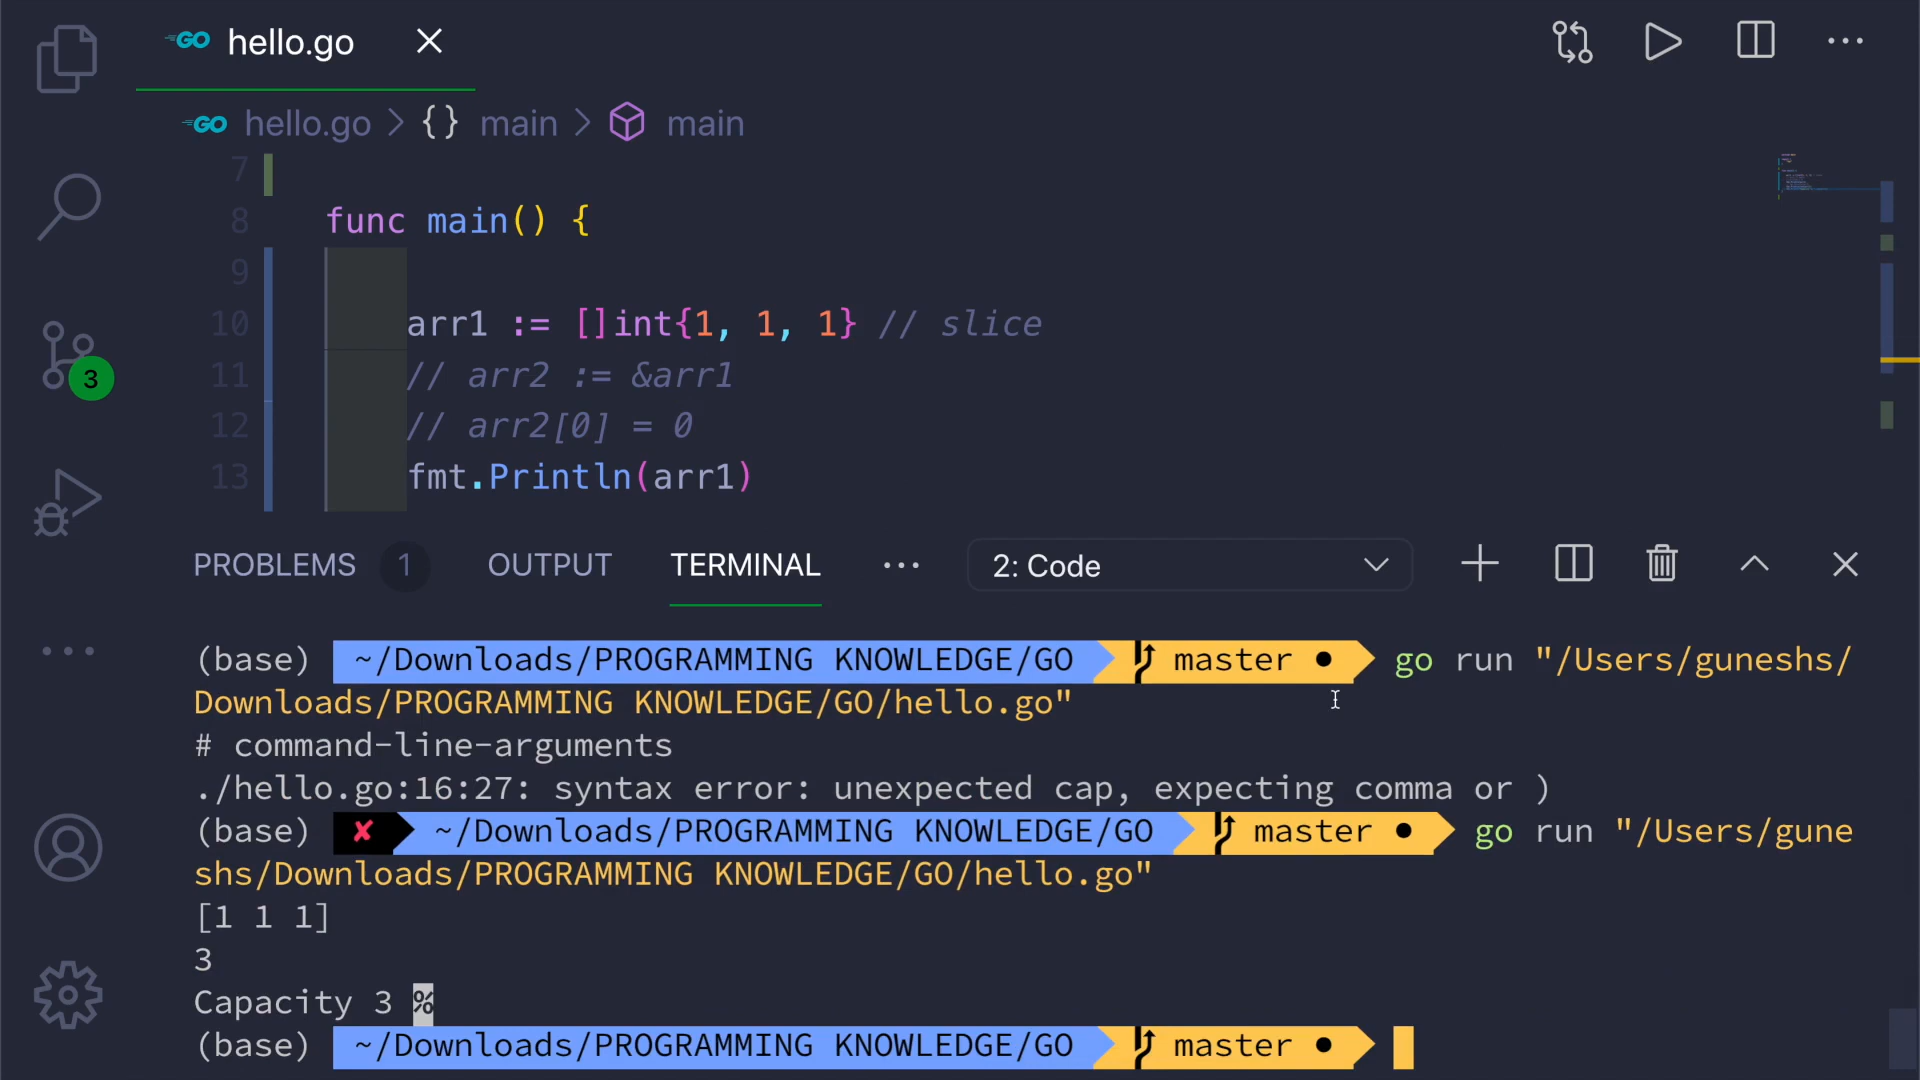 GO hello.go
GO hello.go > {} main > main
7
8 func main() {
9
10 arr1 := []int{1, 1, 1} // slice
11 // arr2 := &arr1
12 // arr2[0] = 0
13 fmt.Println(arr1)
3
PROBLEMS 1 OUTPUT TERMINAL ... 2: Code
(base) ~/Downloads/PROGRAMMING KNOWLEDGE/GO master ● go run "/Users/guneshs/
Downloads/PROGRAMMING KNOWLEDGE/GO/hello.go"
# command-line-arguments
./hello.go:16:27: syntax error: unexpected cap, expecting comma or )
(base) ✘ ~/Downloads/PROGRAMMING KNOWLEDGE/GO master ● go run "/Users/gune
shs/Downloads/PROGRAMMING KNOWLEDGE/GO/hello.go"
[1 1 1]
3
Capacity 3 %
(base) ~/Downloads/PROGRAMMING KNOWLEDGE/GO master ●